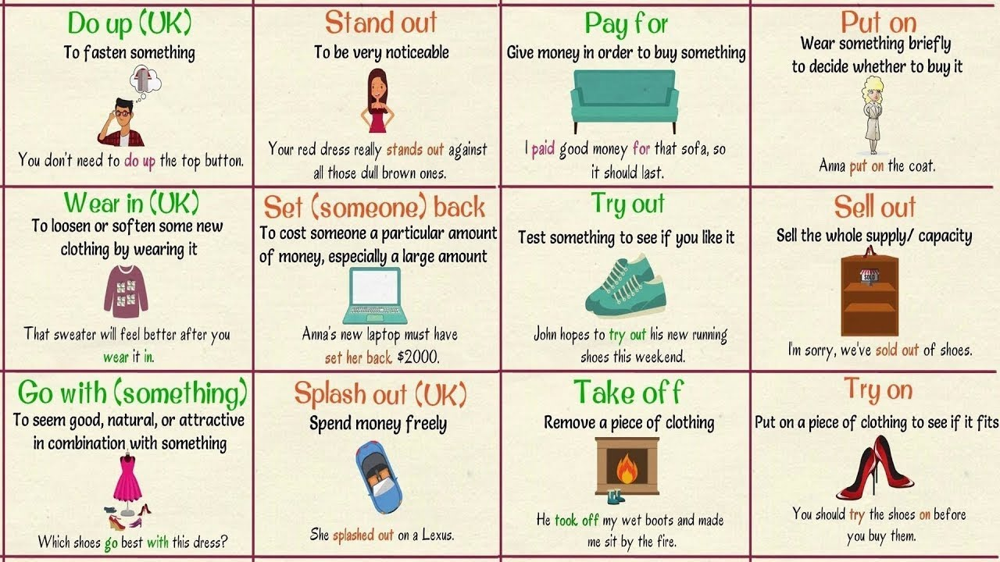 Do up (UK)
To fasten something
You don't need to do up the top button.
Stand out
To be very noticeable
Your red dress really stands out against
all those dull brown ones.
Pay for
Give money in order to buy something
I paid good money for that sofa, so
it should last.
Put on
Wear something briefly
to decide whether to buy it
Anna put on the coat.
Wear in (UK)
To loosen or soften some new
clothing by wearing it
That sweater will feel better after you
wear it in.
Set (someone) back
To cost someone a particular amount
of money, especially a large amount
Anna's new laptop must have
set her back $2000.
Try out
Test something to see if you like it
John hopes to try out his new running
shoes this weekend.
Sell out
Sell the whole supply/ capacity
SOLD
I'm sorry, we've sold out of shoes.
Go with (something)
To seem good, natural, or attractive
in combination with something
Which shoes go best with this dress?
Splash out (UK)
Spend money freely
She splashed out on a Lexus.
Take off
Remove a piece of clothing
He took off my wet boots and made
me sit by the fire.
Try on
Put on a piece of clothing to see if it fits
You should try the shoes on before
you buy them.